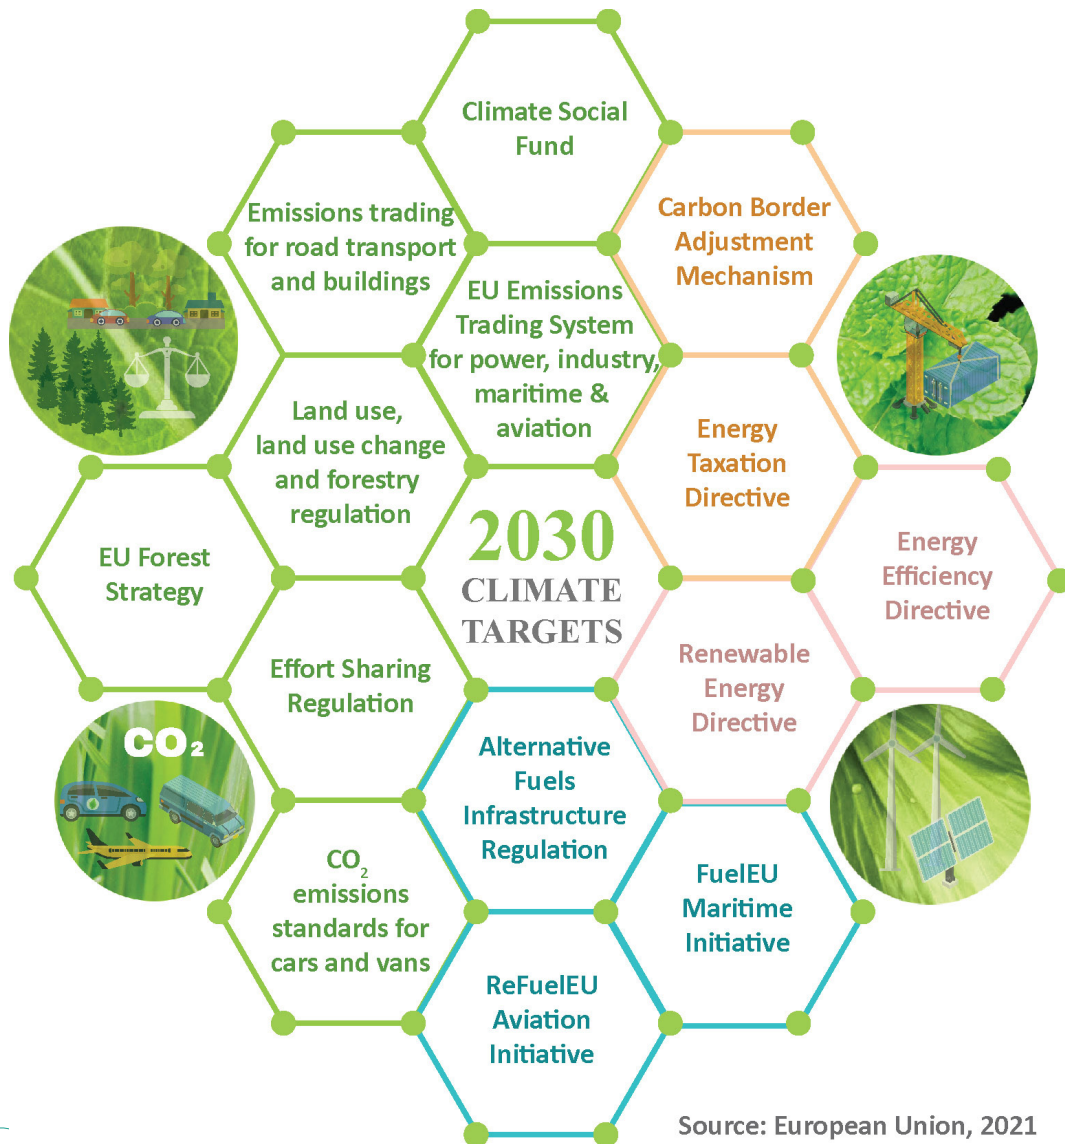 Climate Social
Fund
Emissions trading
for road transport
and buildings
Carbon Border
Adjustment
Mechanism
EU Emissions
Trading System
for power, industry,
maritime &
aviation
Land use,
land use change
and forestry
regulation
Energy
Taxation
Directive
EU Forest
Strategy
2030
CLIMATE
TARGETS
Energy
Efficiency
Directive
Effort Sharing
Regulation
Renewable
Energy
Directive
CO₂
Alternative
Fuels
Infrastructure
Regulation
CO₂
emissions
standards for
cars and vans
FuelEU
Maritime
Initiative
ReFuelEU
Aviation
Initiative
Source: European Union, 2021